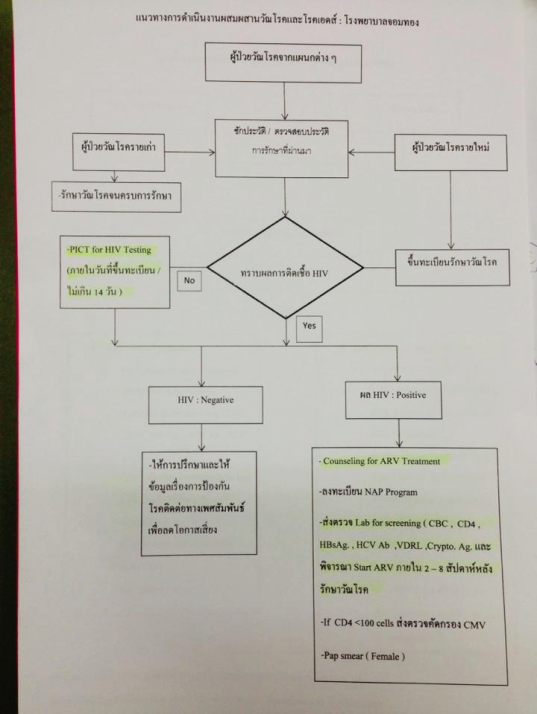 แนวทางการดำเนินงานผสมผสานวัณโรคและโรคเอดส์ : โรงพยาบาลจอมทอง
ผู้ป่วยวัณโรคจากแผนกต่าง ๆ
ซักประวัติ / ตรวจสอบประวัติ
การรักษาที่ผ่านมา
ผู้ป่วยวัณโรครายเก่า
ผู้ป่วยวัณโรครายใหม่
-รักษาวัณโรคจนครบการรักษา
-PICT for HIV Testing
(ภายในวันที่ขึ้นทะเบียน /
ไม่เกิน 14 วัน )
No
ทราบผลการติดเชื้อ HIV
ขึ้นทะเบียนรักษาวัณโรค
Yes
HIV : Negative
ผล HIV : Positive
-ให้การปรึกษาและให้
ข้อมูลเรื่องการป้องกัน
โรคติดต่อทางเพศสัมพันธ์
เพื่อลดโอกาสเสี่ยง
- Counseling for ARV Treatment
-ลงทะเบียน NAP Program
-ส่งตรวจ Lab for screening ( CBC , CD4 ,
HBsAg. , HCV Ab ,VDRL ,Crypto. Ag. และ
พิจารณา Start ARV ภายใน 2 – 8 สัปดาห์หลัง
รักษาวัณโรค
-If CD4 <100 cells ส่งตรวจคัดกรอง CMV
-Pap smear ( Female )